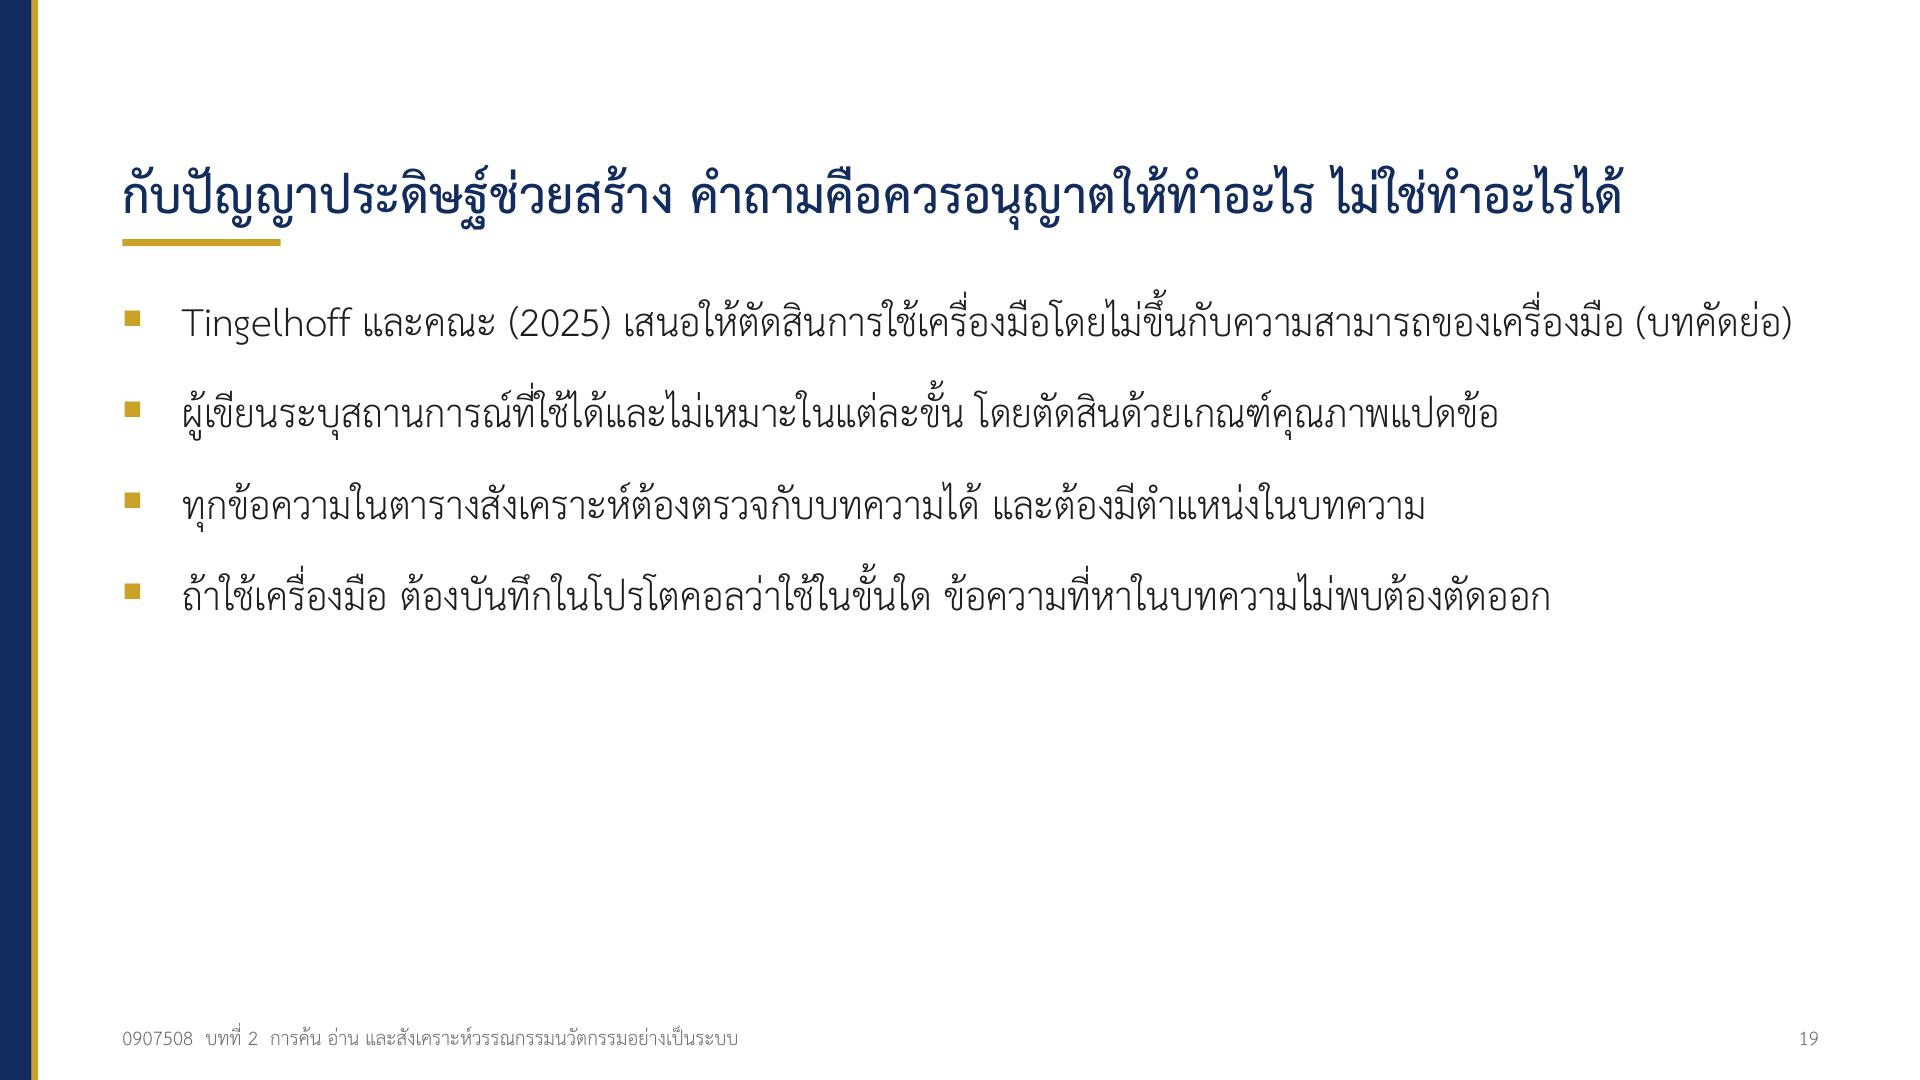 กับปัญญาประดิษฐ์ช่วยสร้าง คำถามคือควรอนุญาตให้ทำอะไร ไม่ใช่ทำอะไรได้
Tingelhoff และคณะ (2025) เสนอให้ตัดสินการใช้เครื่องมือโดยไม่ขึ้นกับความสามารถของเครื่องมือ (บทคัดย่อ)
ผู้เขียนระบุสถานการณ์ที่ใช้ได้และไม่เหมาะในแต่ละขั้น โดยตัดสินด้วยเกณฑ์คุณภาพแปดข้อ
ทุกข้อความในตารางสังเคราะห์ต้องตรวจกับบทความได้ และต้องมีตำแหน่งในบทความ
ถ้าใช้เครื่องมือ ต้องบันทึกในโปรโตคอลว่าใช้ในขั้นใด ข้อความที่หาในบทความไม่พบต้องตัดออก
0907508 บทที่ 2 การค้น อ่าน และสังเคราะห์วรรณกรรมนวัตกรรมอย่างเป็นระบบ
19